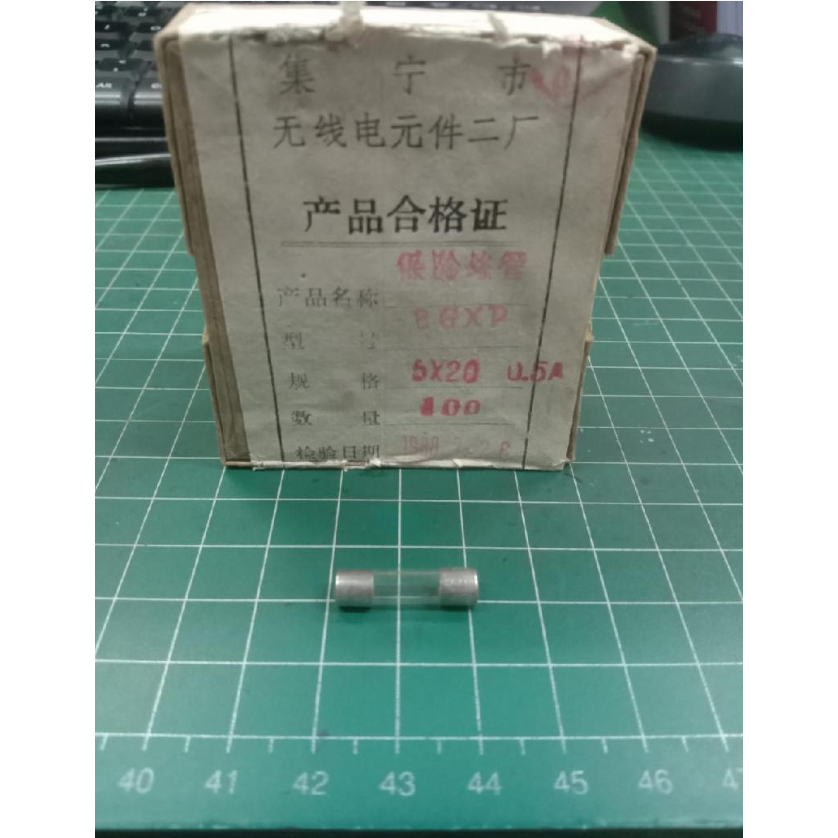 集 宁 市
无线电元件二厂
产品合格证
产品名称 保险丝管
型 号 BGXP
规 格 5X20 0.5A
数 量 100
检验日期
40 41 42 43 44 45 46 47